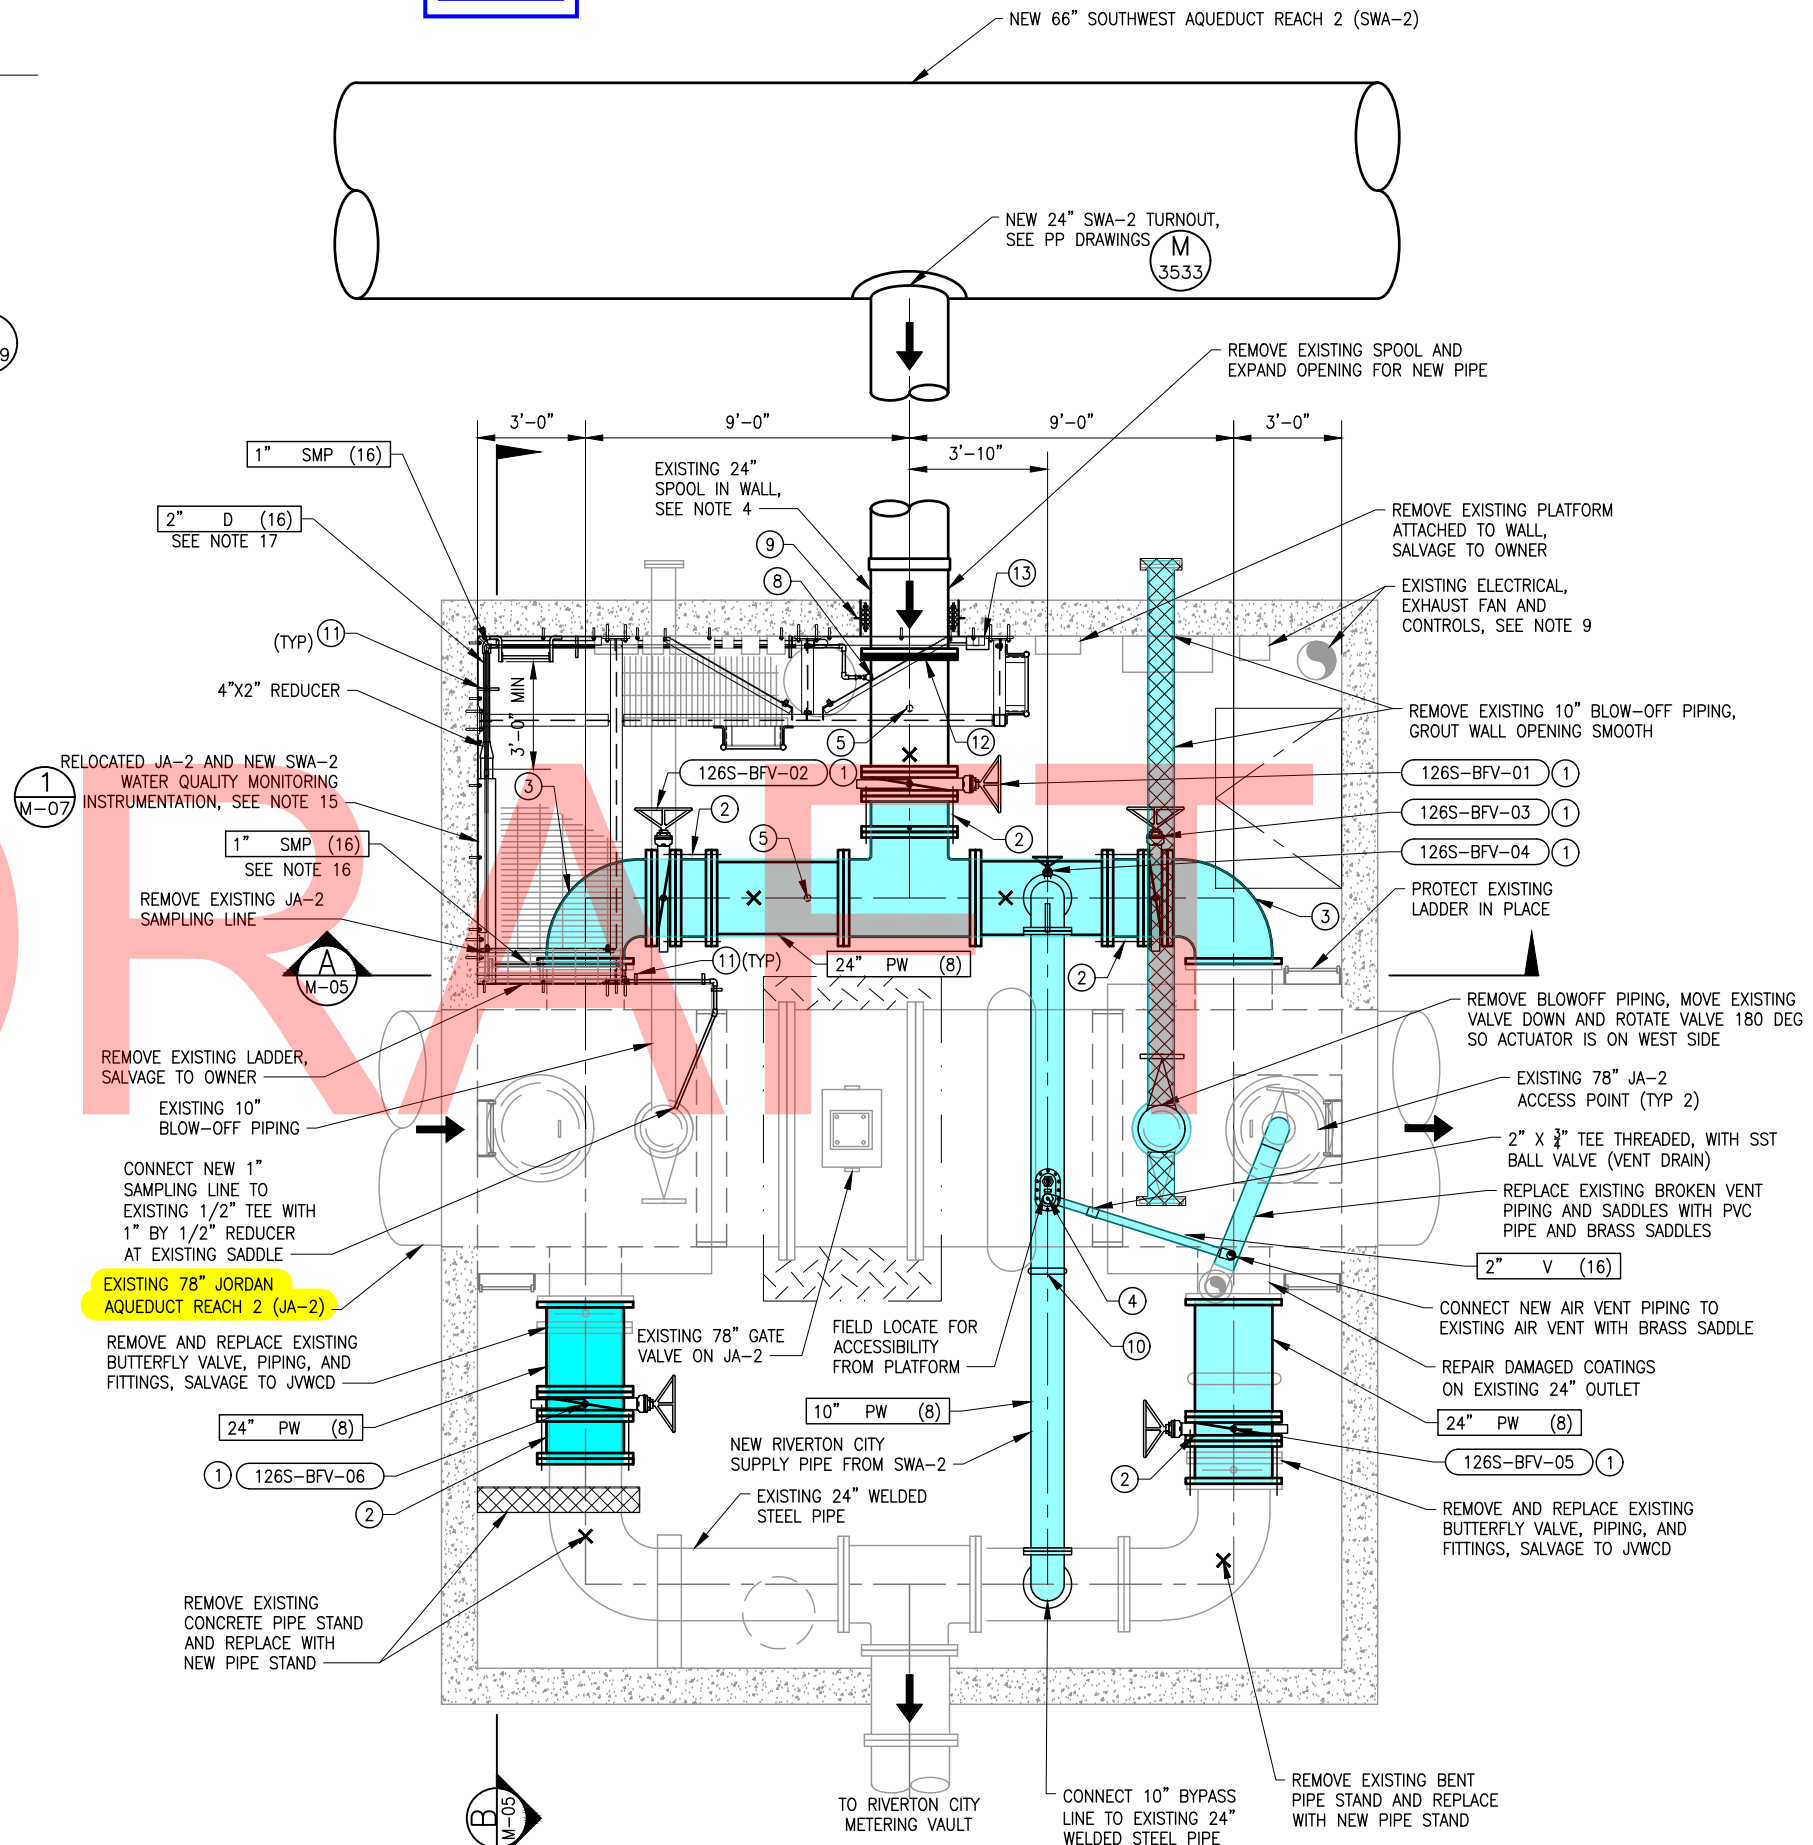 NEW 66" SOUTHWEST AQUEDUCT REACH 2 (SWA-2)
NEW 24" SWA-2 TURNOUT,
SEE PP DRAWINGS
M
3533
9
REMOVE EXISTING SPOOL AND
EXPAND OPENING FOR NEW PIPE
3'-0"
9'-0"
9'-0"
3'-0"
3'-10"
1" SMP (16)
EXISTING 24"
SPOOL IN WALL,
SEE NOTE 4
2" D (16)
SEE NOTE 17
REMOVE EXISTING PLATFORM
ATTACHED TO WALL,
SALVAGE TO OWNER
9
8
13
EXISTING ELECTRICAL,
EXHAUST FAN AND
CONTROLS, SEE NOTE 9
(TYP) 11
4"X2" REDUCER
3'-0" MIN
5
12
REMOVE EXISTING 10" BLOW-OFF PIPING,
GROUT WALL OPENING SMOOTH
RELOCATED JA-2 AND NEW SWA-2
WATER QUALITY MONITORING
INSTRUMENTATION, SEE NOTE 15
1
M-07
3
126S-BFV-02 1
126S-BFV-01 1
2
126S-BFV-03 1
5
2
126S-BFV-04 1
1" SMP (16)
SEE NOTE 16
REMOVE EXISTING JA-2
SAMPLING LINE
PROTECT EXISTING
LADDER IN PLACE
3
A
M-05
11 (TYP)
24" PW (8)
2
REMOVE BLOWOFF PIPING, MOVE EXISTING
VALVE DOWN AND ROTATE VALVE 180 DEG
SO ACTUATOR IS ON WEST SIDE
REMOVE EXISTING LADDER,
SALVAGE TO OWNER
EXISTING 78" JA-2
ACCESS POINT (TYP 2)
EXISTING 10"
BLOW-OFF PIPING
2" X 3/4" TEE THREADED, WITH SST
BALL VALVE (VENT DRAIN)
CONNECT NEW 1"
SAMPLING LINE TO
EXISTING 1/2" TEE WITH
1" BY 1/2" REDUCER
AT EXISTING SADDLE
REPLACE EXISTING BROKEN VENT
PIPING AND SADDLES WITH PVC
PIPE AND BRASS SADDLES
2" V (16)
EXISTING 78" JORDAN
AQUEDUCT REACH 2 (JA-2)
4
CONNECT NEW AIR VENT PIPING TO
EXISTING AIR VENT WITH BRASS SADDLE
REMOVE AND REPLACE EXISTING
BUTTERFLY VALVE, PIPING, AND
FITTINGS, SALVAGE TO JVWCD
EXISTING 78" GATE
VALVE ON JA-2
FIELD LOCATE FOR
ACCESSIBILITY
FROM PLATFORM
10
REPAIR DAMAGED COATINGS
ON EXISTING 24" OUTLET
24" PW (8)
10" PW (8)
24" PW (8)
NEW RIVERTON CITY
SUPPLY PIPE FROM SWA-2
1 126S-BFV-06
2
126S-BFV-05 1
2
EXISTING 24" WELDED
STEEL PIPE
REMOVE AND REPLACE EXISTING
BUTTERFLY VALVE, PIPING, AND
FITTINGS, SALVAGE TO JVWCD
REMOVE EXISTING
CONCRETE PIPE STAND
AND REPLACE WITH
NEW PIPE STAND
B
M-05
TO RIVERTON CITY
METERING VAULT
CONNECT 10" BYPASS
LINE TO EXISTING 24"
WELDED STEEL PIPE
REMOVE EXISTING BENT
PIPE STAND AND REPLACE
WITH NEW PIPE STAND
DRAFT